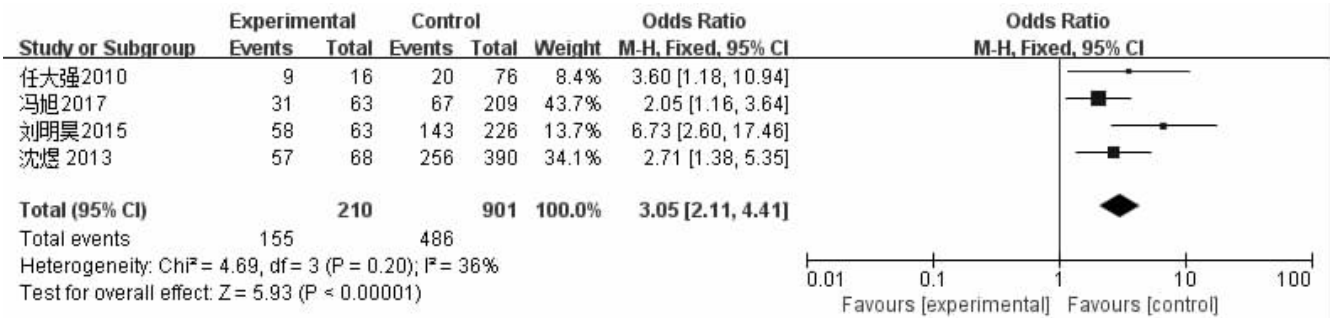 Experimental Control Odds Ratio Odds Ratio
Study or Subgroup Events Total Events Total Weight M-H, Fixed, 95% CI M-H, Fixed, 95% CI
任大强2010 9 16 20 76 8.4% 3.60 [1.18, 10.94]
冯旭2017 31 63 67 209 43.7% 2.05 [1.16, 3.64]
刘明昊2015 58 63 143 226 13.7% 6.73 [2.60, 17.46]
沈煜 2013 57 68 256 390 34.1% 2.71 [1.38, 5.35]
Total (95% CI) 210 901 100.0% 3.05 [2.11, 4.41]
Total events 155 486
Heterogeneity: Chi² = 4.69, df = 3 (P = 0.20); I² = 36%
Test for overall effect: Z = 5.93 (P < 0.00001)
0.01 0.1 1 10 100
Favours [experimental] Favours [control]